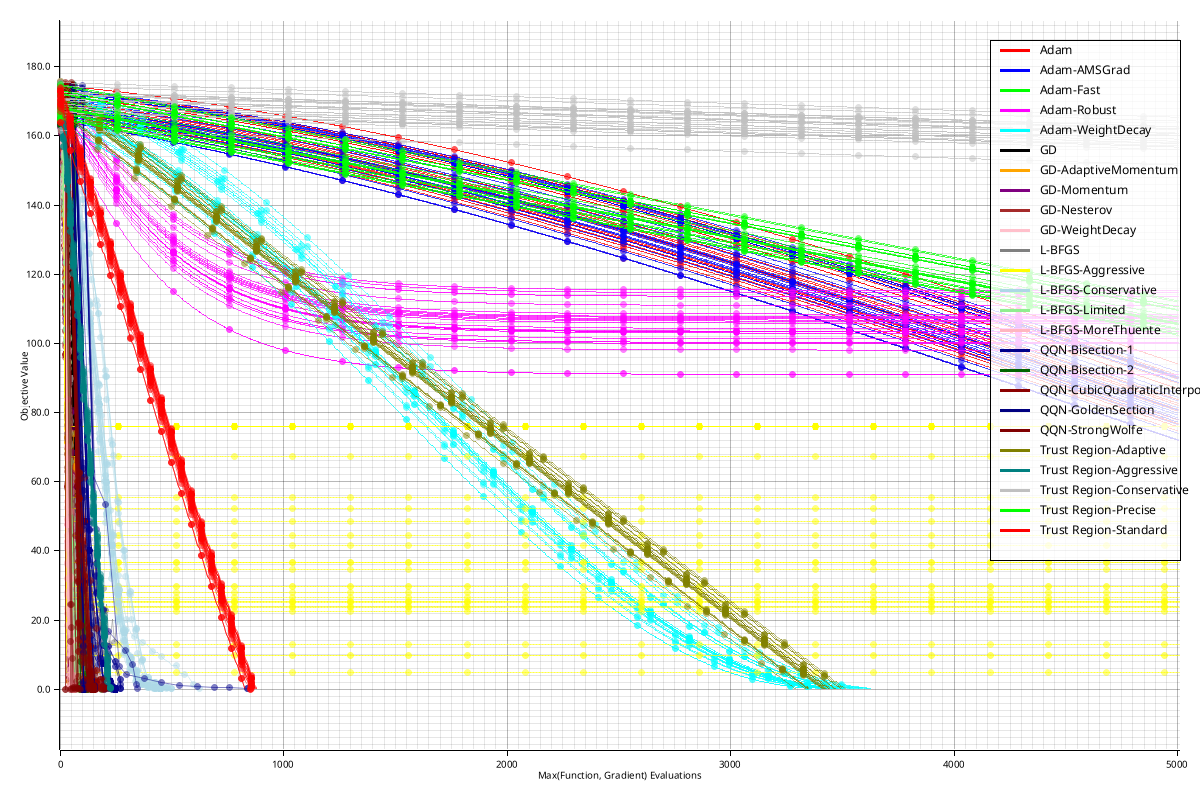 180.0
160.0
140.0
120.0
100.0
80.0
60.0
40.0
20.0
0.0
Objective Value
0
1000
2000
3000
4000
5000
Max(Function, Gradient) Evaluations
Adam
Adam-AMSGrad
Adam-Fast
Adam-Robust
Adam-WeightDecay
GD
GD-AdaptiveMomentum
GD-Momentum
GD-Nesterov
GD-WeightDecay
L-BFGS
L-BFGS-Aggressive
L-BFGS-Conservative
L-BFGS-Limited
L-BFGS-MoreThuente
QQN-Bisection-1
QQN-Bisection-2
QQN-CubicQuadraticInterpo
QQN-GoldenSection
QQN-StrongWolfe
Trust Region-Adaptive
Trust Region-Aggressive
Trust Region-Conservative
Trust Region-Precise
Trust Region-Standard